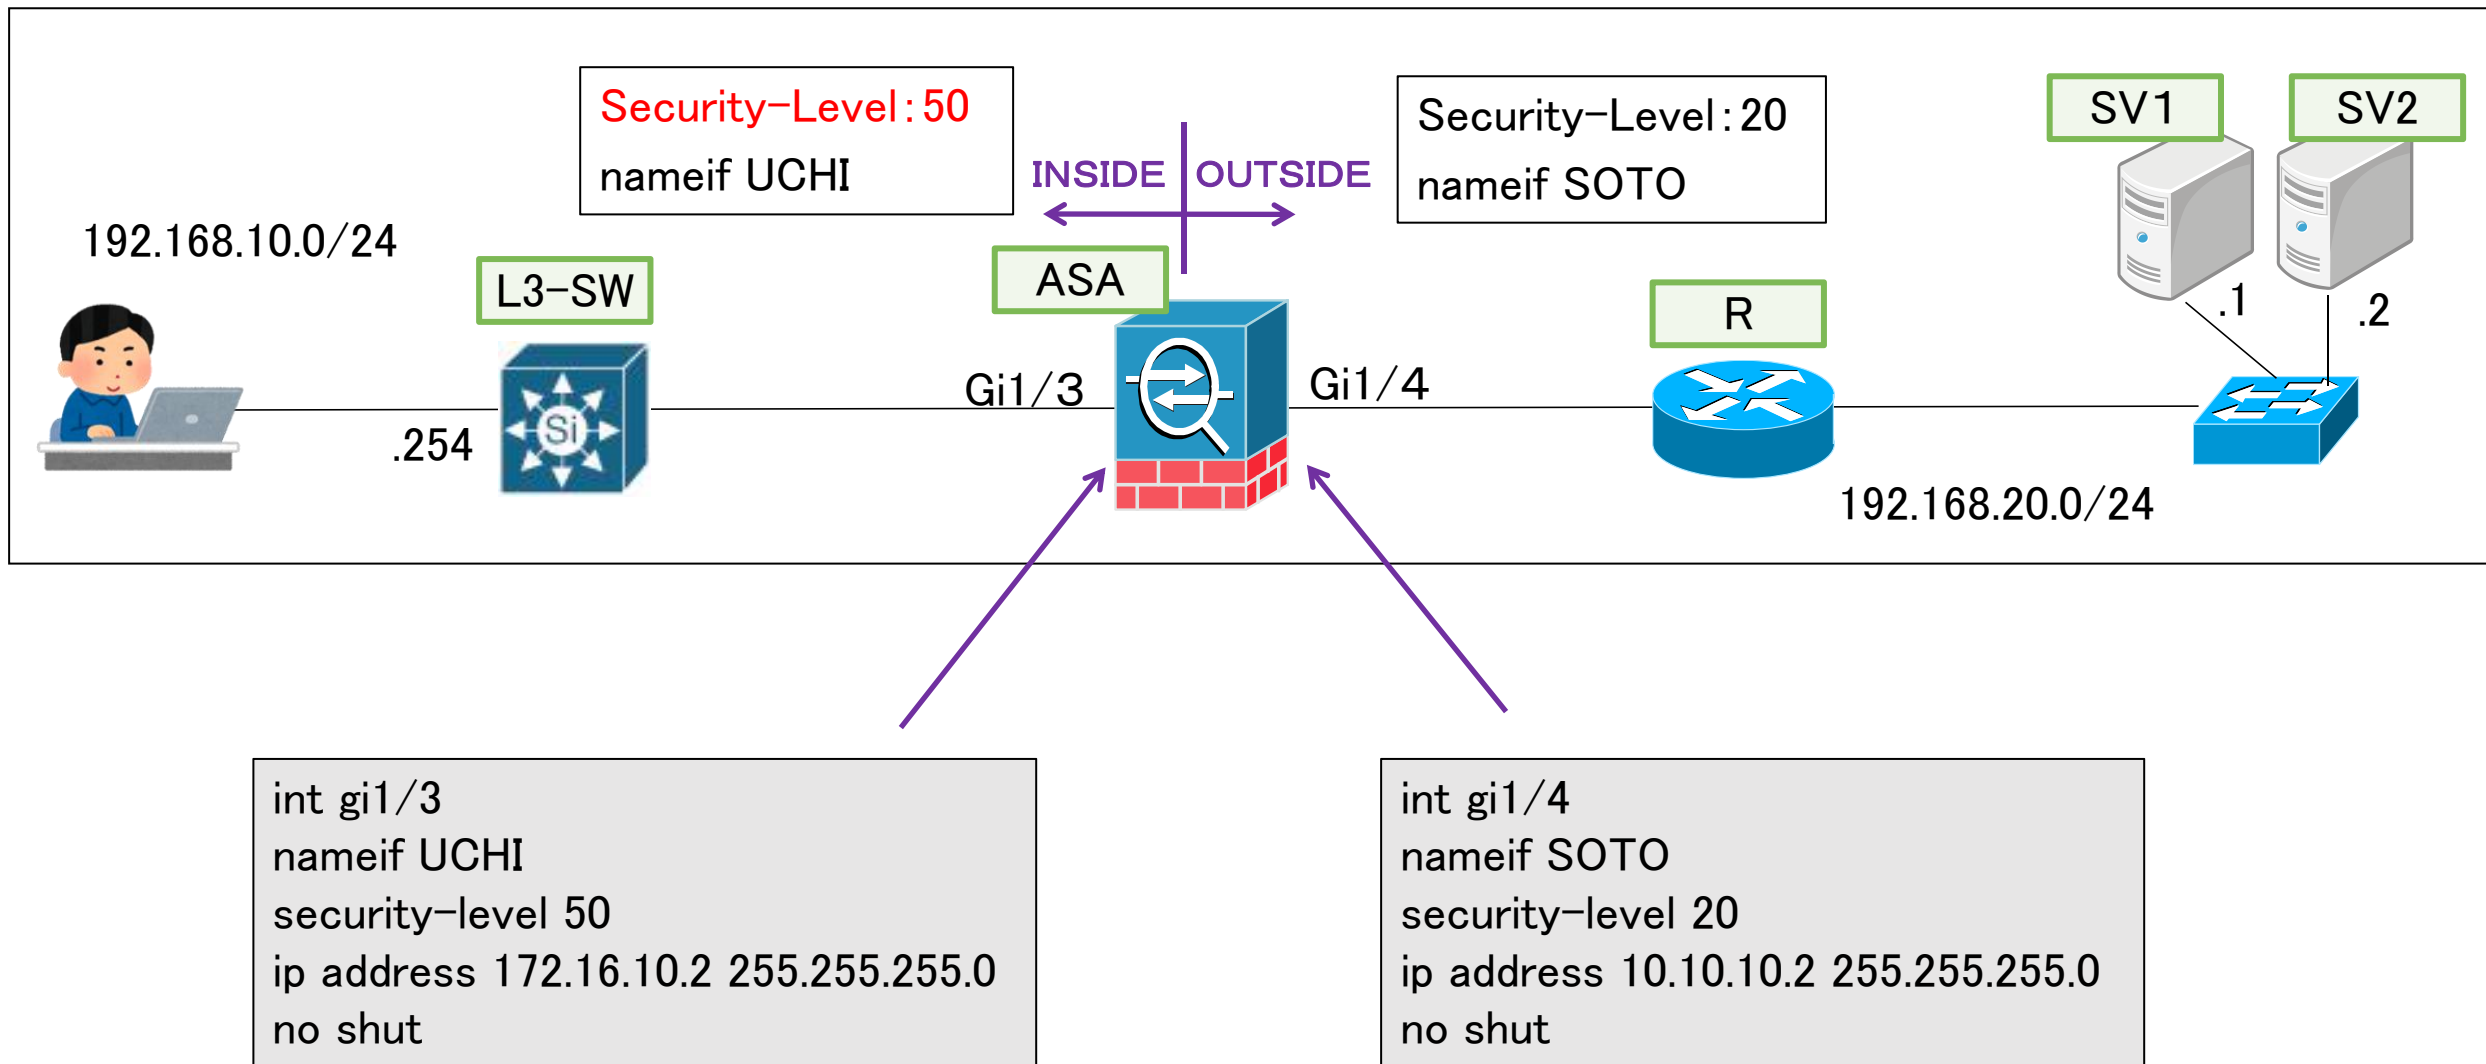 Security-Level:50
nameif UCHI
INSIDE
OUTSIDE
Security-Level:20
nameif SOTO
SV1
SV2
192.168.10.0/24
L3-SW
ASA
R
.1
.2
Si
.254
Gi1/3
Gi1/4
192.168.20.0/24
int gi1/3
nameif UCHI
security-level 50
ip address 172.16.10.2 255.255.255.0
no shut
int gi1/4
nameif SOTO
security-level 20
ip address 10.10.10.2 255.255.255.0
no shut